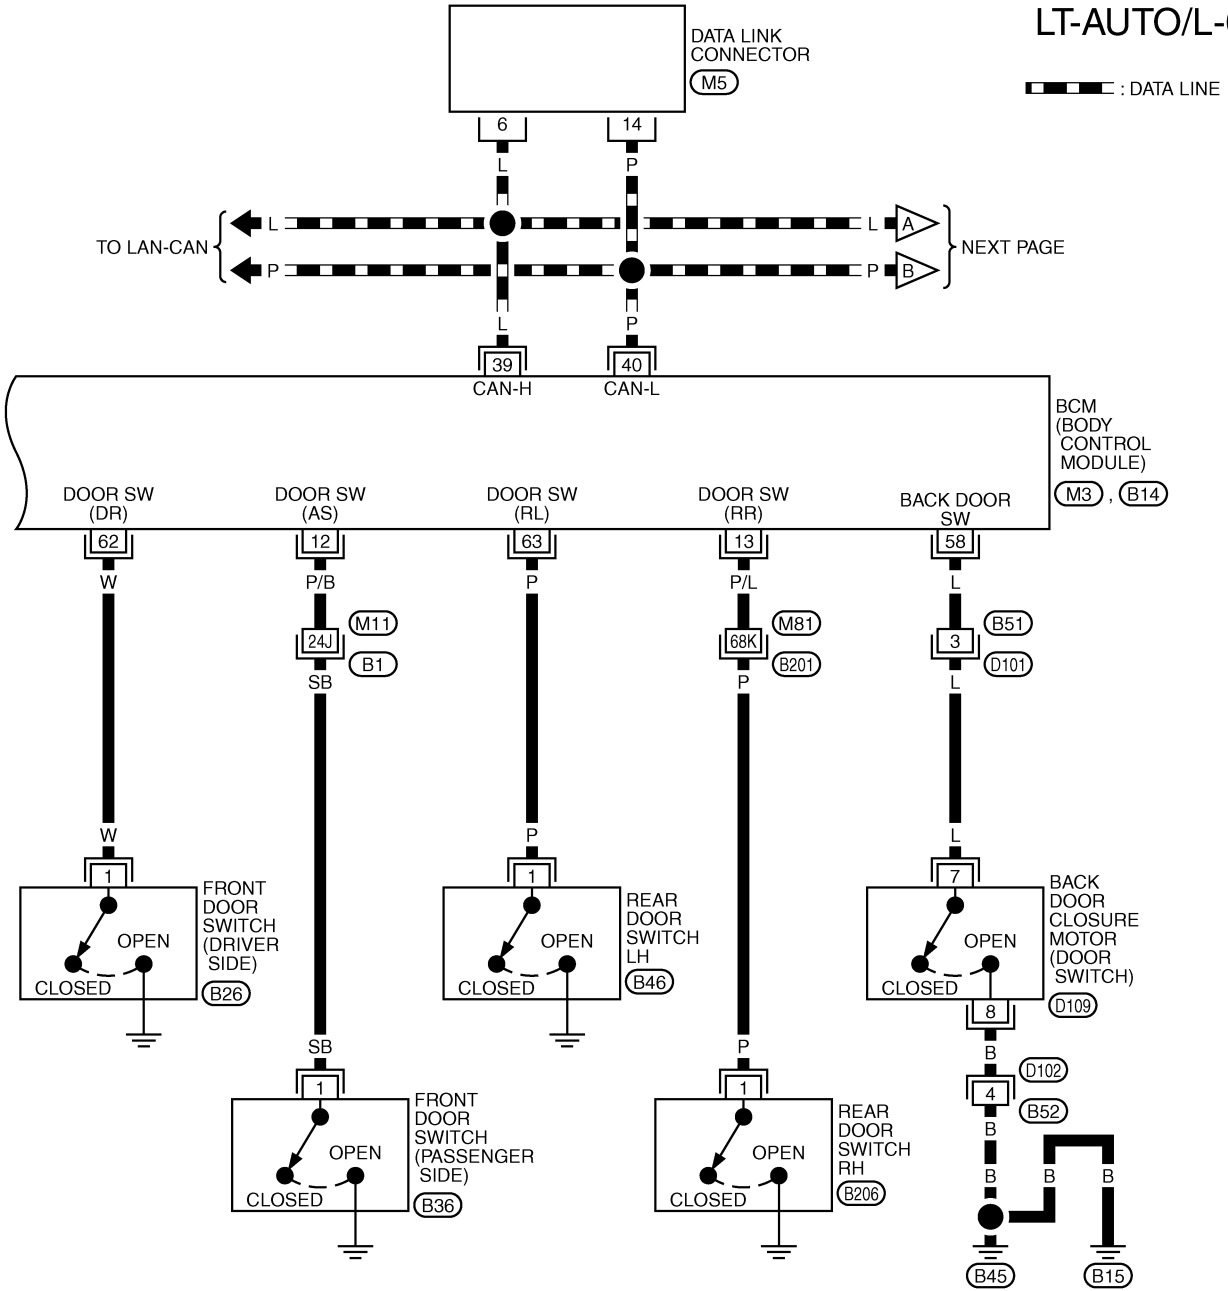 LT-AUTO/L-
DATA LINK
CONNECTOR
M5
: DATA LINE
6
14
L
P
L
L
A
TO LAN-CAN
NEXT PAGE
P
P
B
L
P
39
40
CAN-H
CAN-L
BCM
(BODY
CONTROL
MODULE)
M3 , B14
DOOR SW
(DR)
DOOR SW
(AS)
DOOR SW
(RL)
DOOR SW
(RR)
BACK DOOR
SW
62
12
63
13
58
W
P/B
P
P/L
L
M11
M81
B51
24J
68K
3
B1
B201
D101
SB
P
L
W
P
L
1
1
7
FRONT
DOOR
SWITCH
(DRIVER
SIDE)
B26
OPEN
CLOSED
REAR
DOOR
SWITCH
LH
B46
OPEN
CLOSED
BACK
DOOR
CLOSURE
MOTOR
(DOOR
SWITCH)
D109
OPEN
CLOSED
8
SB
P
B
D102
1
1
4
B52
FRONT
DOOR
SWITCH
(PASSENGER
SIDE)
B36
OPEN
CLOSED
REAR
DOOR
SWITCH
RH
B206
OPEN
CLOSED
B
B
B
B
B45
B15